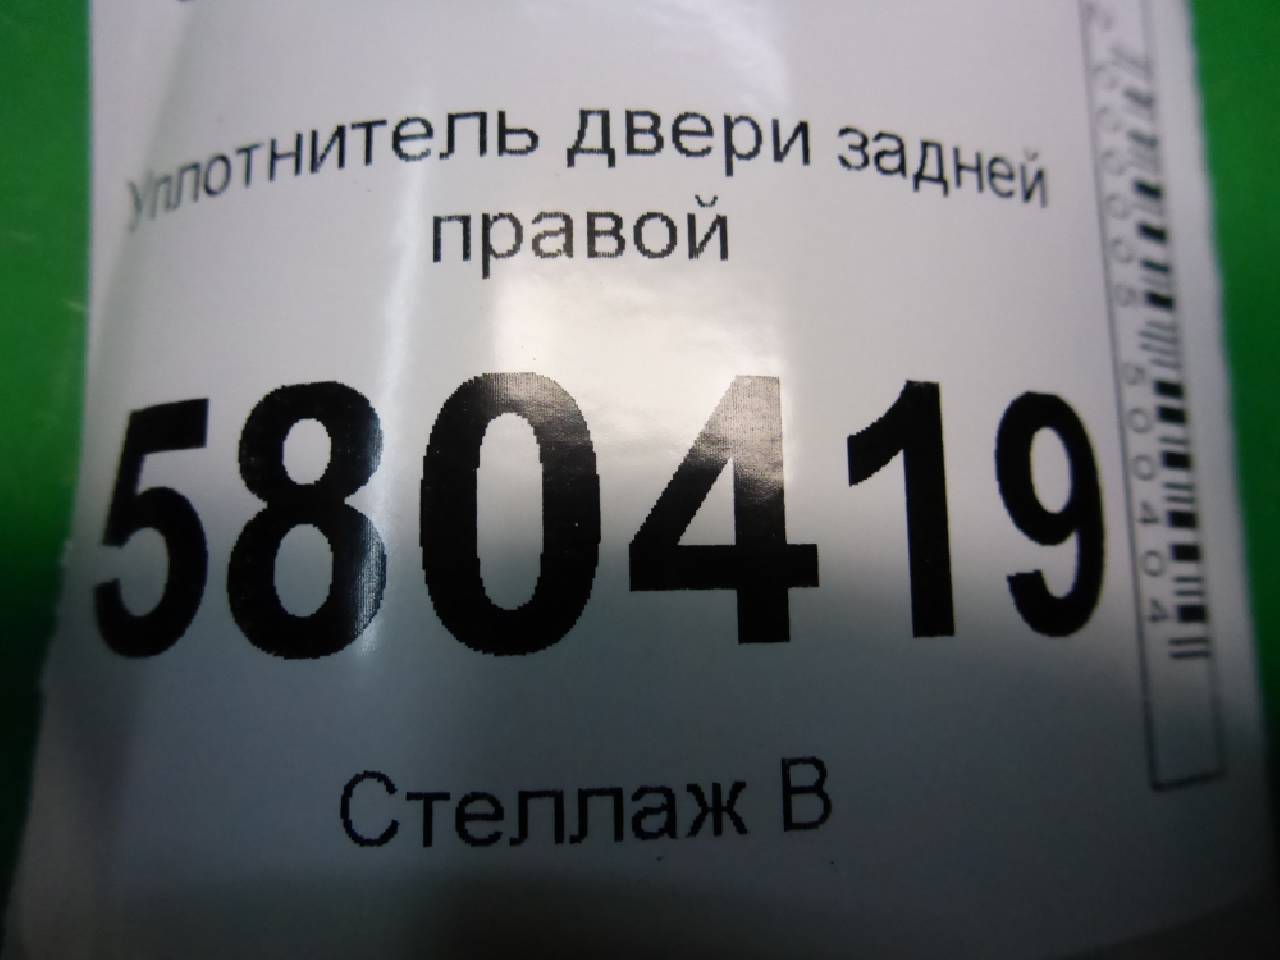 Уплотнитель двери задней
правой
580419
Стеллаж В